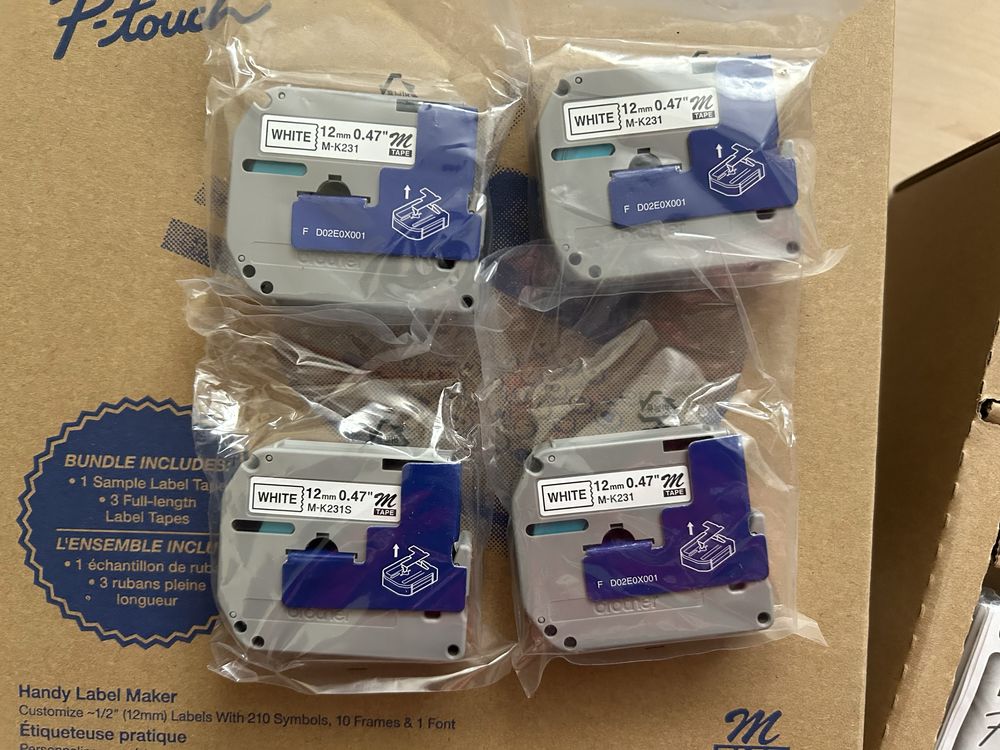 P-touch
WHITE
12mm 0.47" M
M-K231
TAPE
F D02E0X001
brother
WHITE
12mm 0.47" M
M-K231
TAPE
F D02E0X001
WHITE
12mm 0.47" M
M-K231S
TAPE
WHITE
12mm 0.47" M
M-K231
TAPE
F D02E0X001
brother
BUNDLE INCLUDES
• 1 Sample Label Tape
• 3 Full-length
Label Tapes
L'ENSEMBLE INCLU
• 1 échantillon de rub
• 3 rubans pleine
longueur
Handy Label Maker
Customize ~1/2" (12mm) Labels With 210 Symbols, 10 Frames & 1 Font
Étiqueteuse pratique
M